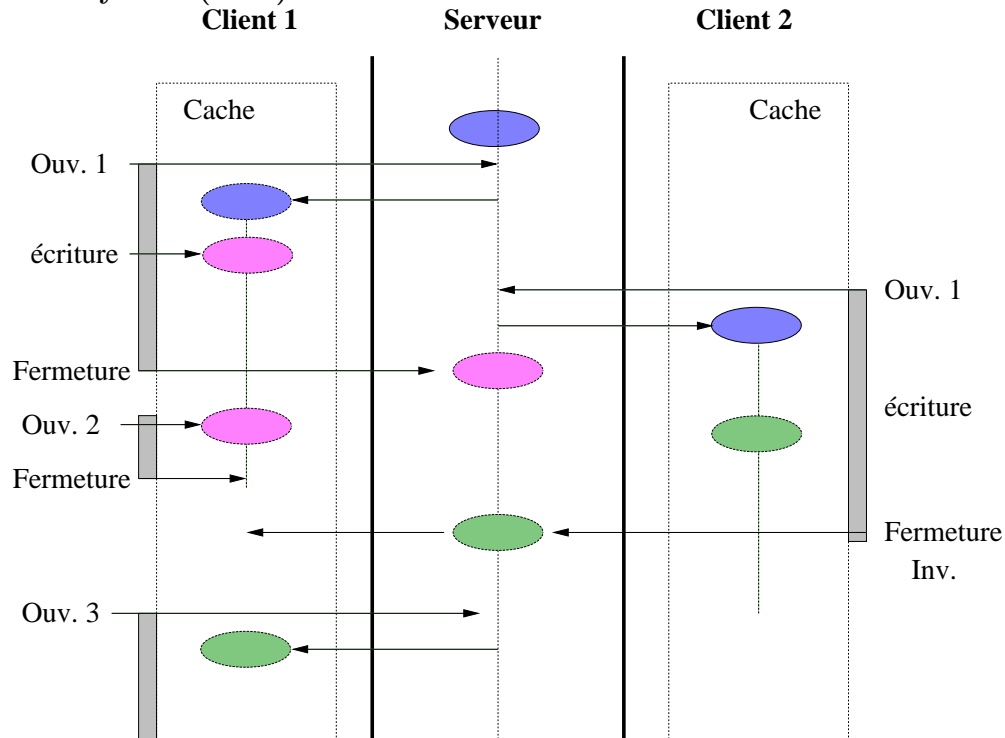 Client 1 Serveur Client 2
Cache Cache
Ouv. 1
écriture
Ouv. 1
Fermeture
écriture
Ouv. 2
Fermeture
Fermeture
Inv.
Ouv. 3